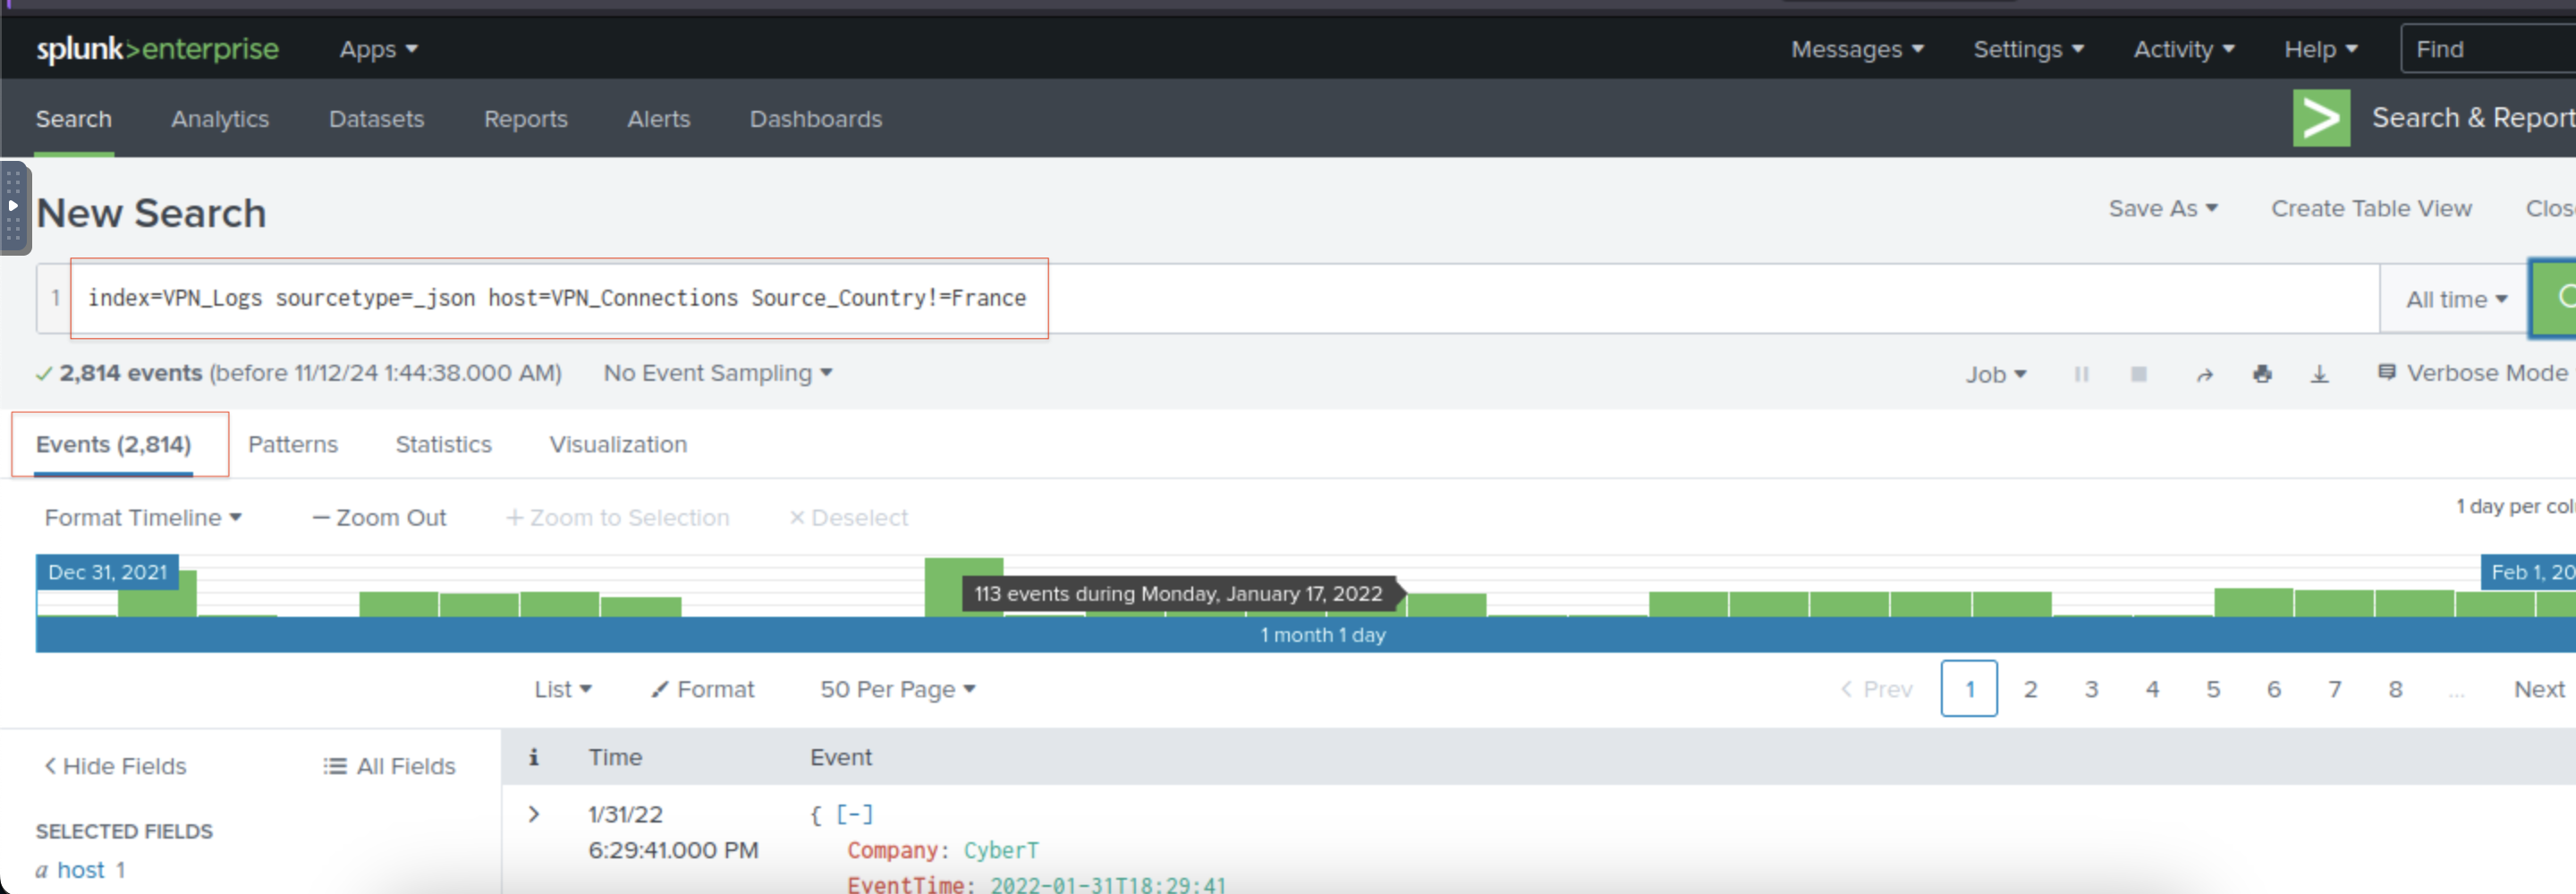 splunk>enterprise Apps Messages Settings Activity Help Find
Search Analytics Datasets Reports Alerts Dashboards Search & Report
New Search Save As Create Table View Clos
1 index=VPN_Logs sourcetype=_json host=VPN_Connections Source_Country!=France All time
2,814 events (before 11/12/24 1:44:38.000 AM) No Event Sampling Job Verbose Mode
Events (2,814) Patterns Statistics Visualization
Format Timeline — Zoom Out + Zoom to Selection × Deselect 1 day per col
Dec 31, 2021 Feb 1, 20
113 events during Monday, January 17, 2022
1 month 1 day
List Format 50 Per Page < Prev 1 2 3 4 5 6 7 8 ... Next
< Hide Fields All Fields i Time Event
SELECTED FIELDS
a host 1
> 1/31/22 { [-]
6:29:41.000 PM Company: CyberT
EventTime: 2022-01-31T18:29:41